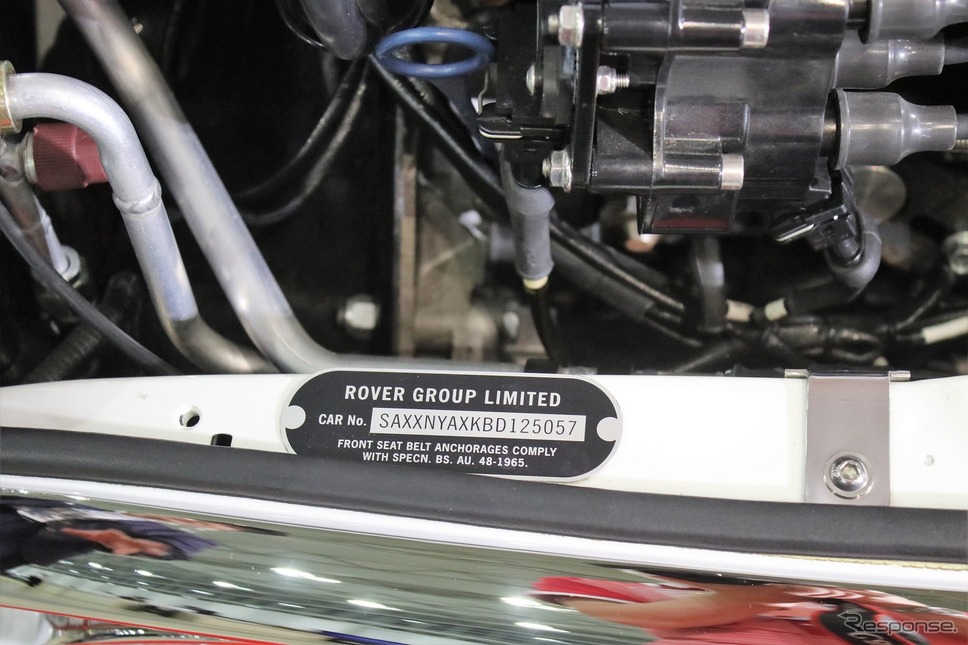 ROVER GROUP LIMITED
CAR No. SAXXNYAXKBD125057
FRONT SEAT BELT ANCHORAGES COMPLY
WITH SPECN. BS. AU. 48-1965.
Response.